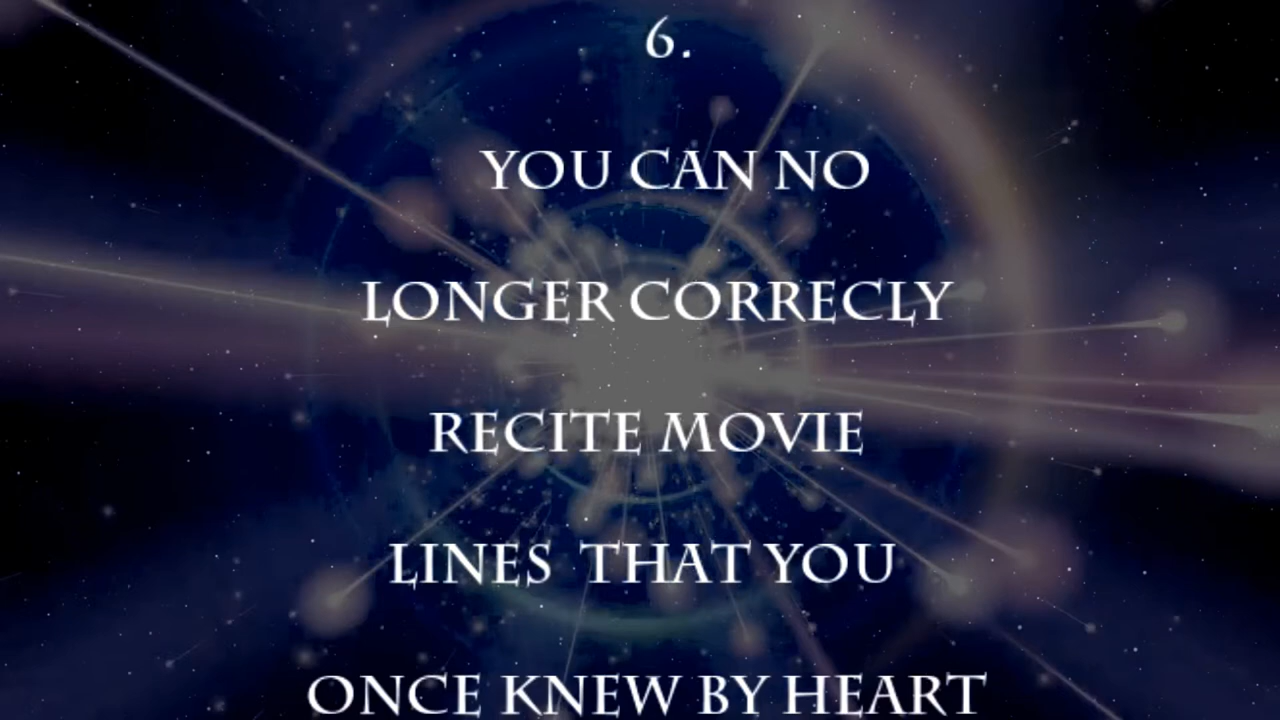 6.
YOU CAN NO
LONGER CORRECLY
RECITE MOVIE
LINES THAT YOU
ONCE KNEW BY HEART